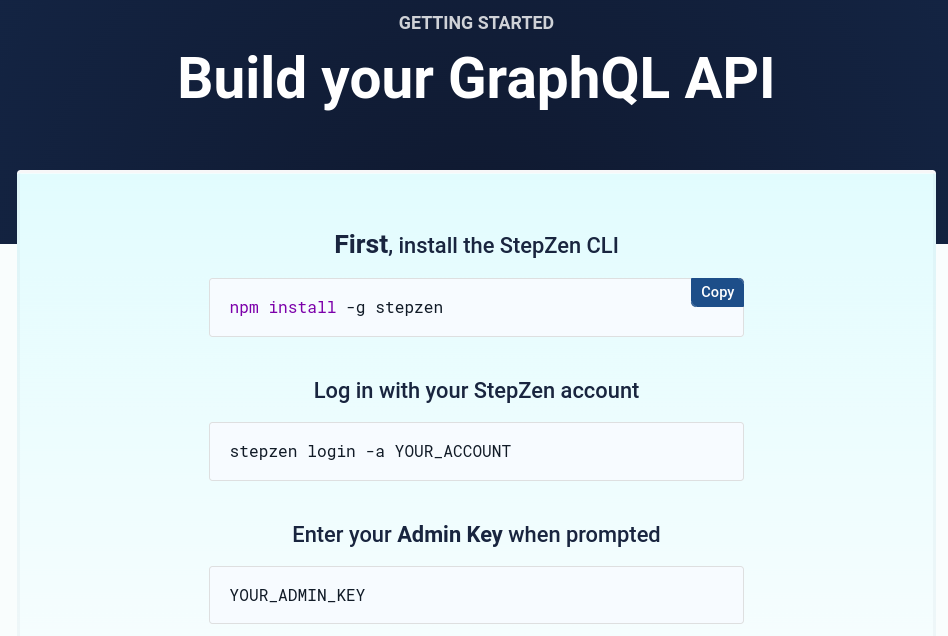 GETTING STARTED
Build your GraphQL API
First, install the StepZen CLI
Copy
npm install -g stepzen
Log in with your StepZen account
stepzen login -a YOUR_ACCOUNT
Enter your Admin Key when prompted
YOUR_ADMIN_KEY